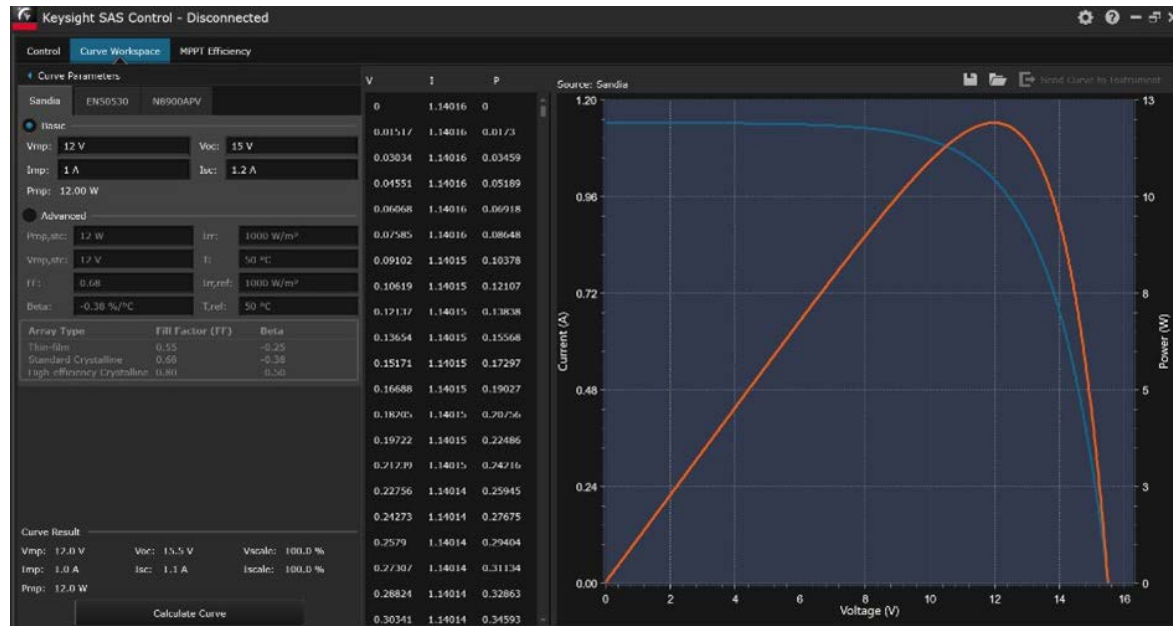 Keysight SAS Control - Disconnected
Control Curve Workspace MPPT Efficiency
Curve Parameters
Sandia EN50530 N8900APV
Basic
Vmp: 12 V Voc: 15 V
Imp: 1 A Isc: 1.2 A
Pmp: 12.00 W
Advanced
Pmp,stc: 12 W Irr: 1000 W/m²
Vmp,stc: 12 V T: 50 °C
FF: 0.68 Irr,ref: 1000 W/m²
Beta: -0.38 %/°C T,ref: 50 °C
Array Type Fill Factor (FF) Beta
Thin-film 0.55 -0.25
Standard Crystalline 0.68 -0.38
High-efficiency Crystalline 0.80 -0.50
Curve Result
Vmp: 12.0 V Voc: 15.5 V Vscale: 100.0 %
Imp: 1.0 A Isc: 1.1 A Iscale: 100.0 %
Pmp: 12.0 W
Calculate Curve
V I P
0 1.14016 0
0.01517 1.14016 0.0173
0.03034 1.14016 0.03459
0.04551 1.14016 0.05189
0.06068 1.14016 0.06918
0.07585 1.14016 0.08648
0.09102 1.14015 0.10378
0.10619 1.14015 0.12107
0.12137 1.14015 0.13838
0.13654 1.14015 0.15568
0.15171 1.14015 0.17297
0.16688 1.14015 0.19027
0.18205 1.14015 0.20756
0.19722 1.14015 0.22486
0.21239 1.14015 0.24216
0.22756 1.14014 0.25945
0.24273 1.14014 0.27675
0.2579 1.14014 0.29404
0.27307 1.14014 0.31134
0.28824 1.14014 0.32863
0.30341 1.14014 0.34593
Source: Sandia
Send Curve to Instrument
1.20 13
0.96 10
0.72 8
0.48 5
0.24 3
0.00 0
Current (A)
Power (W)
0 2 4 6 8 10 12 14 16
Voltage (V)